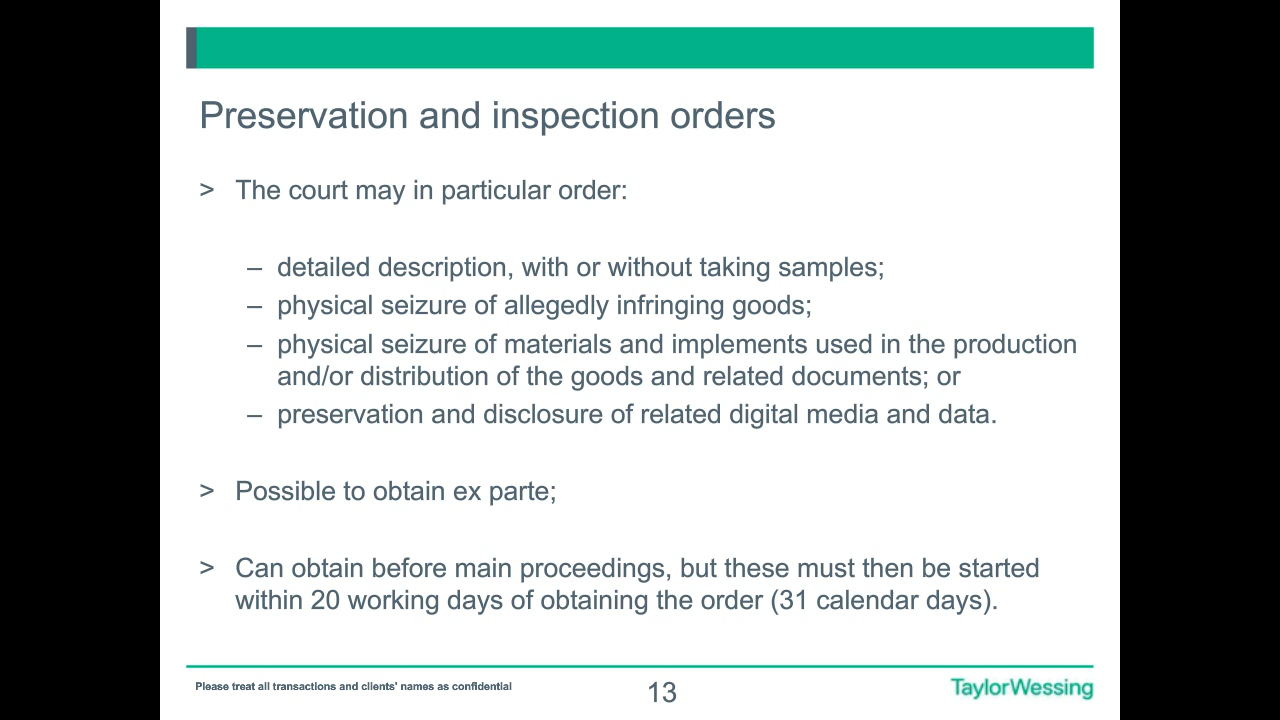 Preservation and inspection orders
> The court may in particular order:
– detailed description, with or without taking samples;
– physical seizure of allegedly infringing goods;
– physical seizure of materials and implements used in the production
and/or distribution of the goods and related documents; or
– preservation and disclosure of related digital media and data.
> Possible to obtain ex parte;
> Can obtain before main proceedings, but these must then be started
within 20 working days of obtaining the order (31 calendar days).
Please treat all transactions and clients' names as confidential
13
TaylorWessing